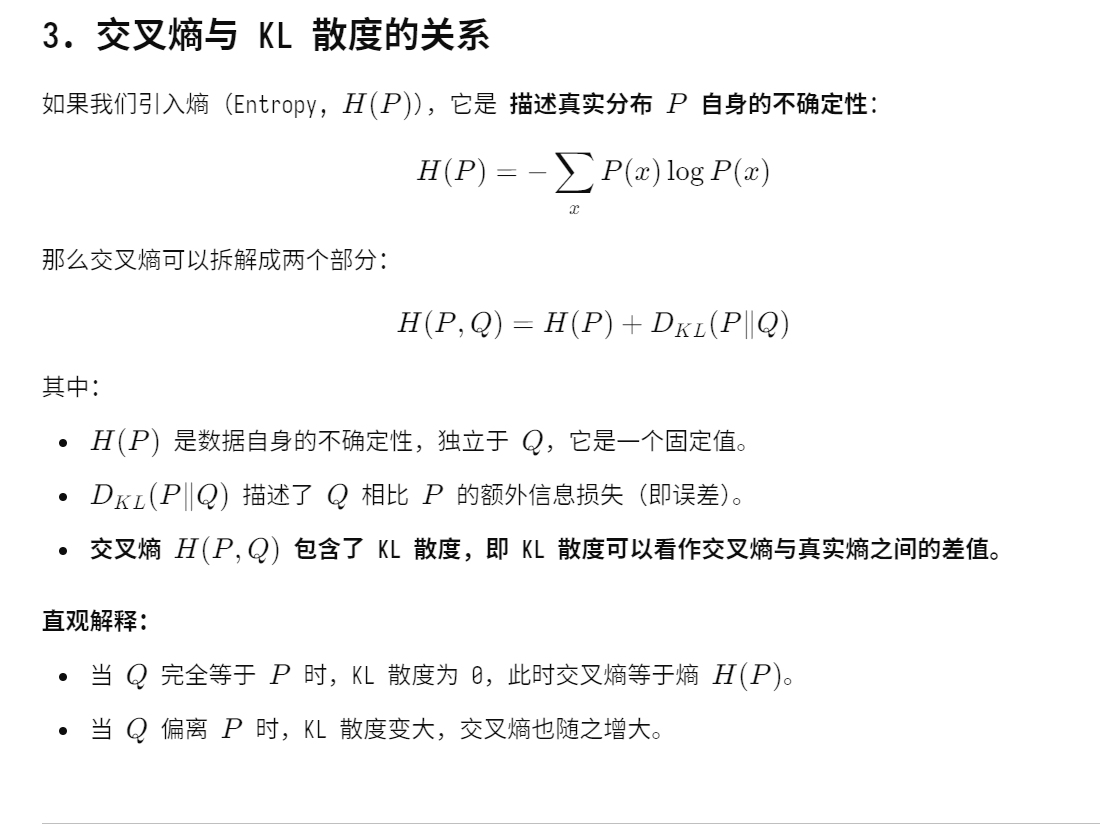 3. 交叉熵与 KL 散度的关系
如果我们引入熵（Entropy, H(P)），它是 描述真实分布 P 自身的不确定性：
H(P) = −∑ₓ P(x) log P(x)
那么交叉熵可以拆解成两个部分：
H(P, Q) = H(P) + D_{KL}(P∥Q)
其中：
• H(P) 是数据自身的不确定性，独立于 Q，它是一个固定值。
• D_{KL}(P∥Q) 描述了 Q 相比 P 的额外信息损失（即误差）。
• 交叉熵 H(P, Q) 包含了 KL 散度，即 KL 散度可以看作交叉熵与真实熵之间的差值。
直观解释：
• 当 Q 完全等于 P 时，KL 散度为 0，此时交叉熵等于熵 H(P)。
• 当 Q 偏离 P 时，KL 散度变大，交叉熵也随之增大。